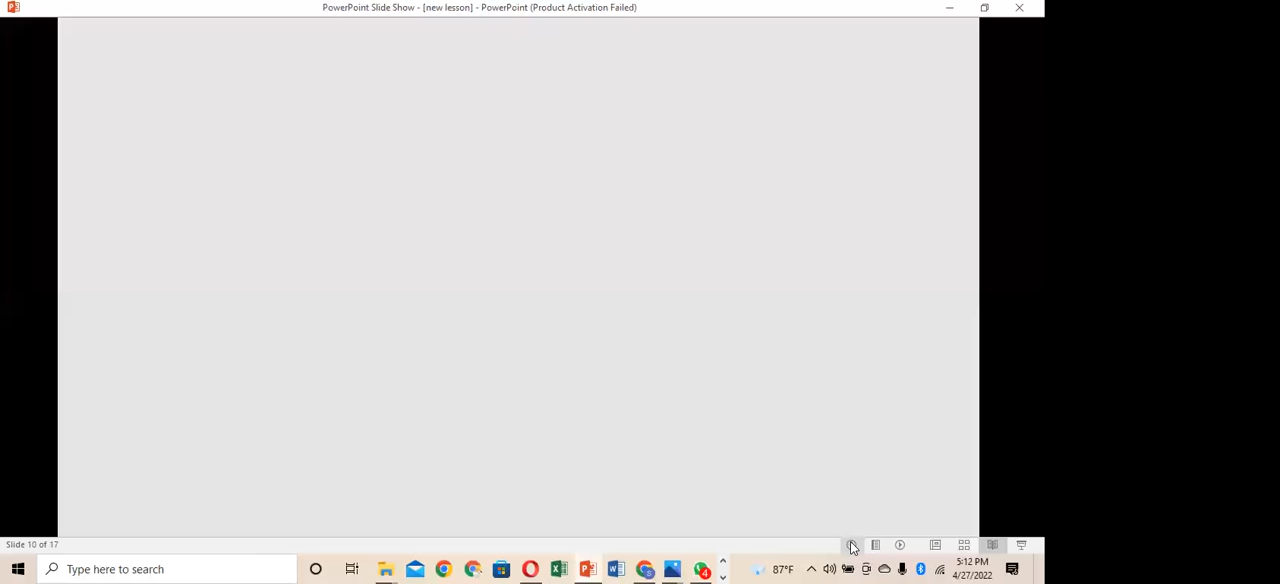 PowerPoint Slide Show - [new lesson] - PowerPoint (Product Activation Failed)
Slide 10 of 17
Type here to search
4
87°F
5:12 PM
4/27/2022